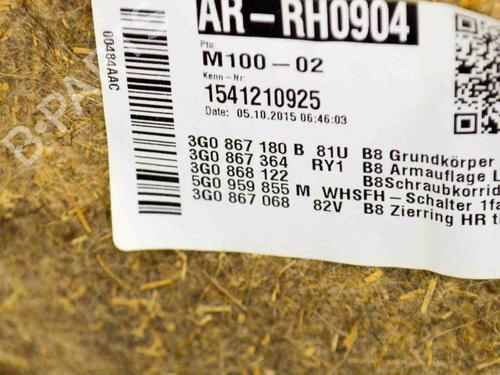 AR-RH0904
00484AAC
Pto
M100-02
Kenn-Nr.
1541210925
Date: 05.10.2015 06:46:03
3G0 867 180 B 81U B8 Grundkörper
3G0 867 364 RY1 B8 Armauflage L
3G0 868 122 B8Schraubkorrid
5G0 959 855 M WHSFH-Schalter 1fa
3G0 867 068 82V B8 Zierring HR ti
B-PARTS